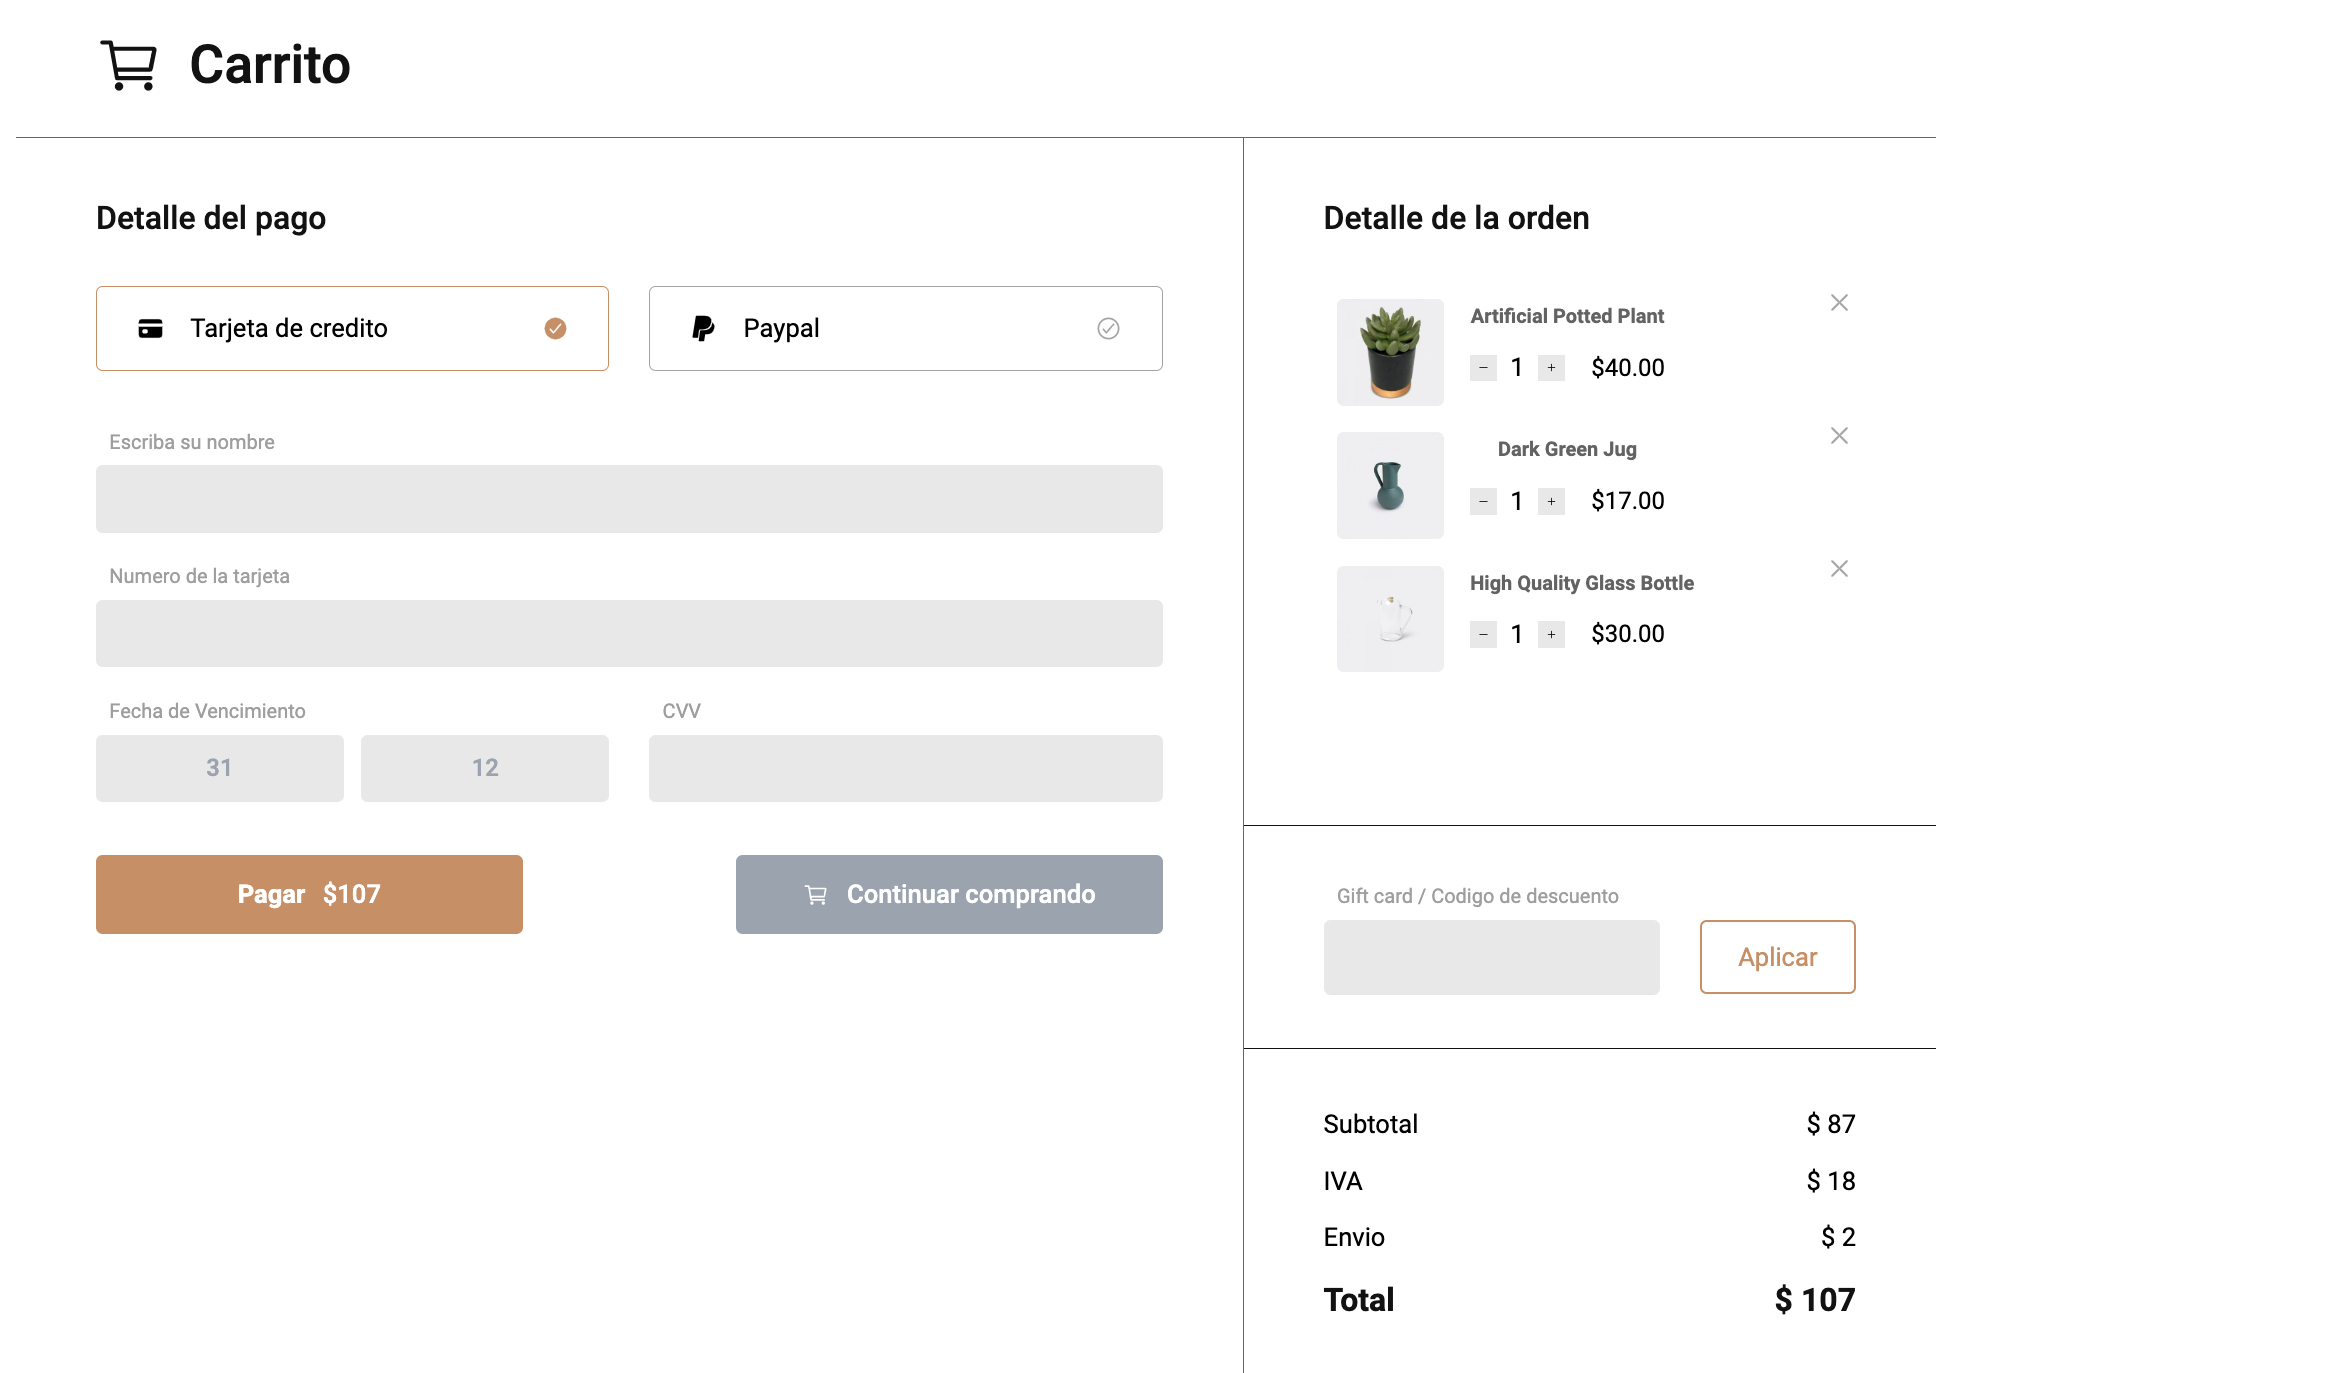 Carrito
Detalle del pago
Tarjeta de credito
Paypal
Escriba su nombre
Numero de la tarjeta
Fecha de Vencimiento
CVV
31
12
Pagar $107
Continuar comprando
Detalle de la orden
Artificial Potted Plant
− 1 + $40.00
Dark Green Jug
− 1 + $17.00
High Quality Glass Bottle
− 1 + $30.00
Gift card / Codigo de descuento
Aplicar
Subtotal $ 87
IVA $ 18
Envio $ 2
Total $ 107